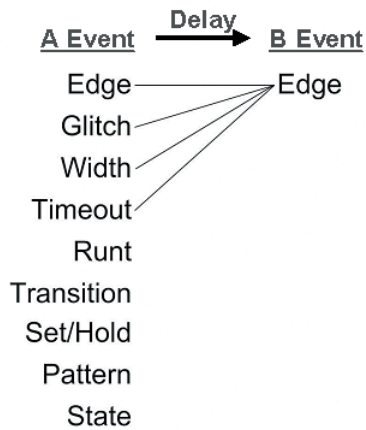 Delay
A Event B Event
Edge Edge
Glitch
Width
Timeout
Runt
Transition
Set/Hold
Pattern
State